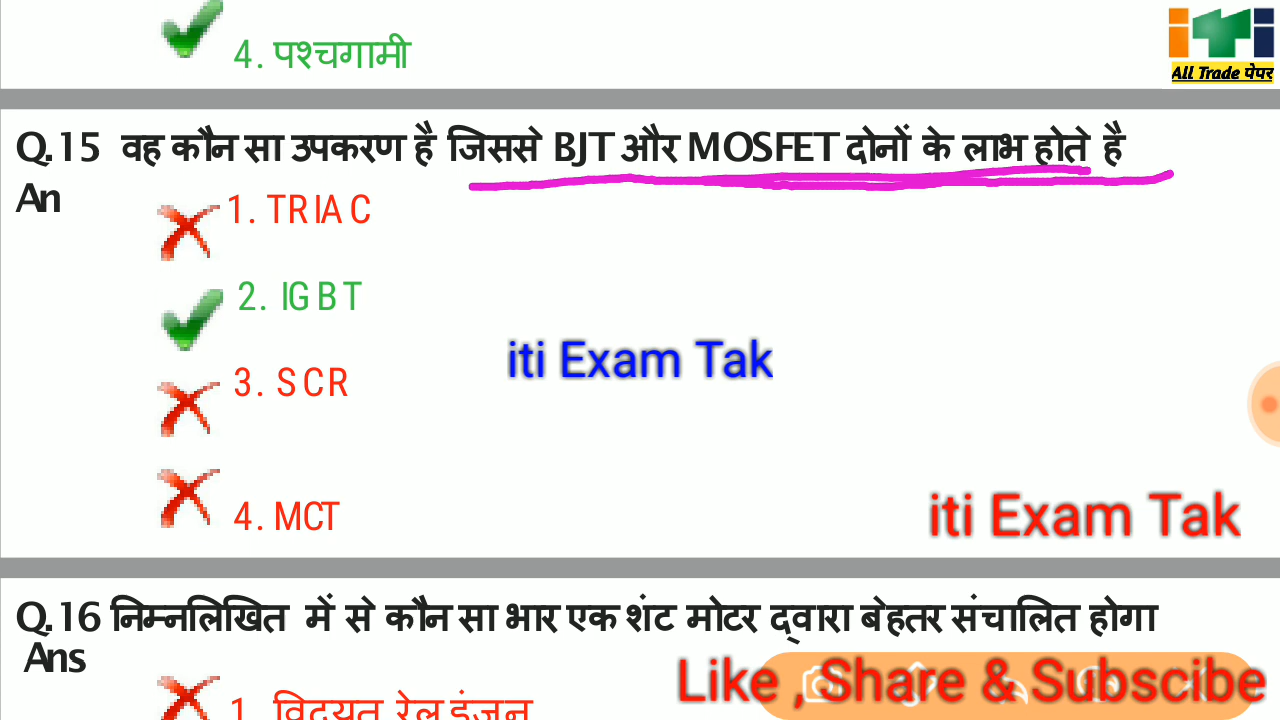 4. पश्चगामी
iTi
All Trade पेपर
Q.15 वह कौन सा उपकरण है जिससे BJT और MOSFET दोनों के लाभ होते है
An
1. TRIAC
2. IGBT
3. SCR
4. MCT
iti Exam Tak
iti Exam Tak
Q.16 निम्नलिखित में से कौन सा भार एक शंट मोटर द्वारा बेहतर संचालित होगा
Ans
1. विद्युत रेल इंजन
Like , Share & Subscibe